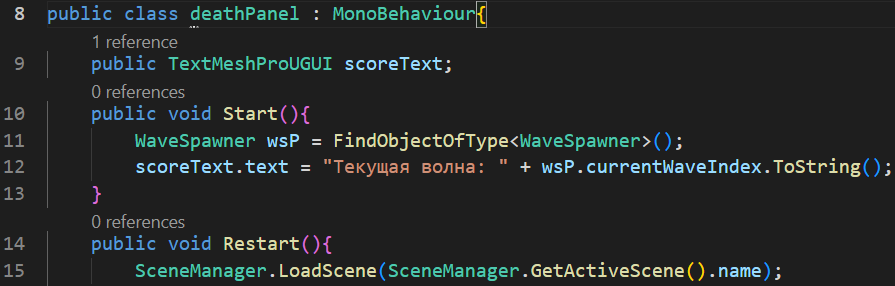 8 public class deathPanel : MonoBehaviour{
1 reference
9 public TextMeshProUGUI scoreText;
0 references
10 public void Start(){
11 WaveSpawner wsP = FindObjectOfType<WaveSpawner>();
12 scoreText.text = "Текущая волна: " + wsP.currentWaveIndex.ToString();
13 }
0 references
14 public void Restart(){
15 SceneManager.LoadScene(SceneManager.GetActiveScene().name);